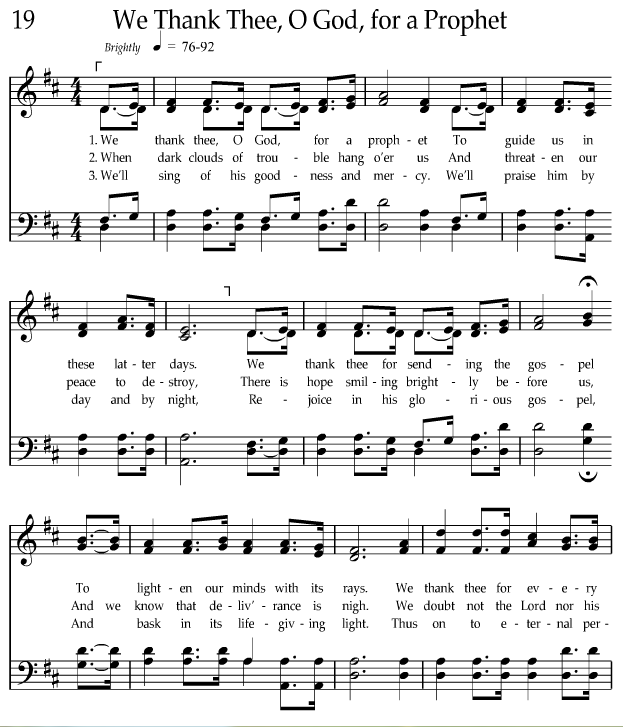 19 We Thank Thee, O God, for a Prophet
Brightly ♩ = 76-92
1. We thank thee, O God, for a proph - et To guide us in
2. When dark clouds of trou - ble hang o'er us And threat - en our
3. We'll sing of his good - ness and mer - cy. We'll praise him by
these lat - ter days. We thank thee for send - ing the gos - pel
peace to de - stroy, There is hope smil - ing bright - ly be - fore us,
day and by night, Re - joice in his glo - ri - ous gos - pel,
To light - en our minds with its rays. We thank thee for ev - e - ry
And we know that de - liv' - rance is nigh. We doubt not the Lord nor his
And bask in its life - giv - ing light. Thus on to e - ter - nal per -